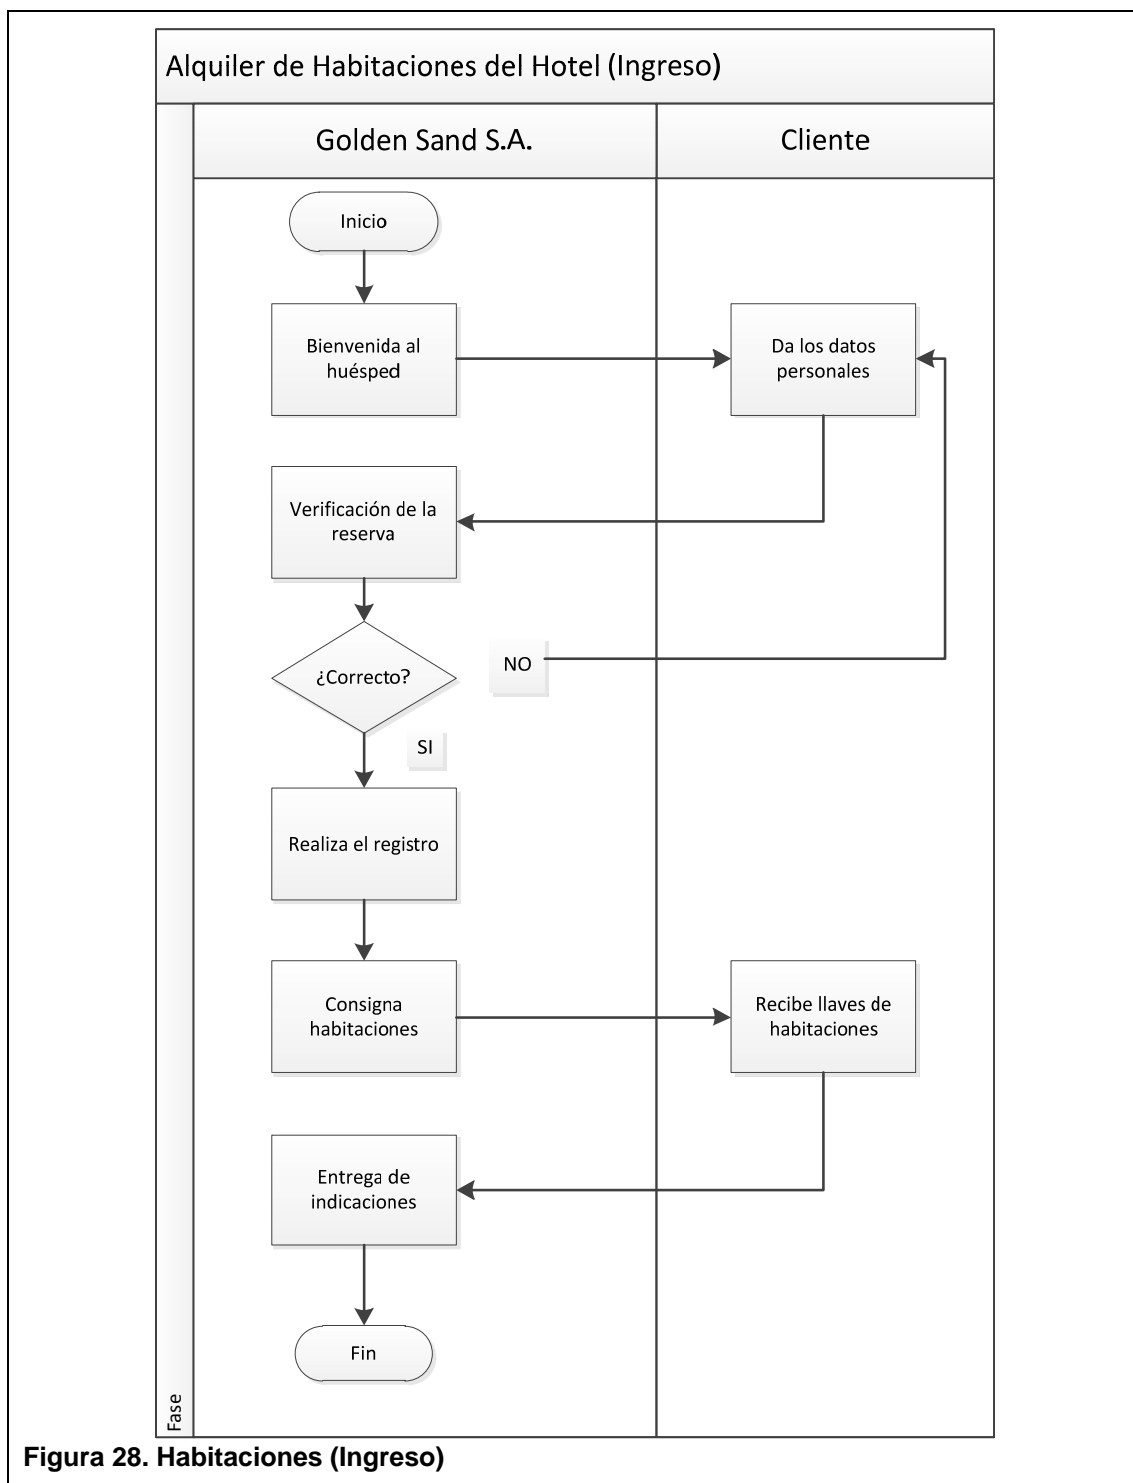 Alquiler de Habitaciones del Hotel (Ingreso)
Golden Sand S.A.
Cliente
Inicio
Bienvenida al
huésped
Da los datos
personales
Verificación de la
reserva
¿Correcto?
NO
SI
Realiza el registro
Consigna
habitaciones
Recibe llaves de
habitaciones
Entrega de
indicaciones
Fin
Fase
Figura 28. Habitaciones (Ingreso)